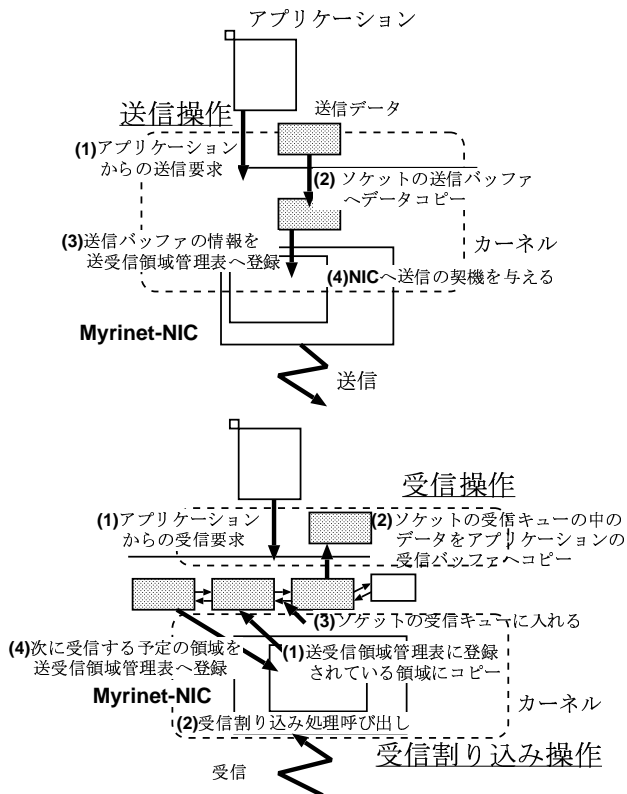 アプリケーション
送信操作
送信データ
(1)アプリケーション
からの送信要求
(2) ソケットの送信バッファ
へデータコピー
(3)送信バッファの情報を
送受信領域管理表へ登録
カーネル
(4)NICへ送信の契機を与える
Myrinet-NIC
送信
受信操作
(1)アプリケーション
からの受信要求
(2)ソケットの受信キューの中の
データをアプリケーションの
受信バッファへコピー
(3)ソケットの受信キューに入れる
(4)次に受信する予定の領域を
送受信領域管理表へ登録
(1)送受信領域管理表に登録
されている領域にコピー
Myrinet-NIC
カーネル
(2)受信割り込み処理呼び出し
受信割り込み操作
受信